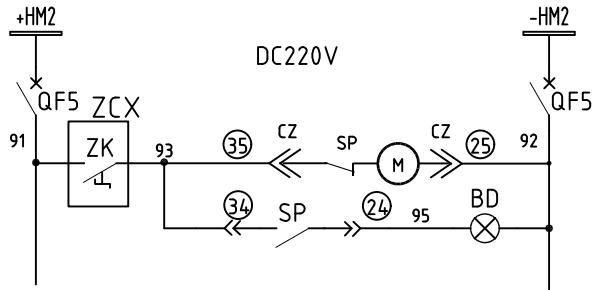 +HM2 -HM2
DC220V
QF5 ZCX QF5
91 ZK 93 35 CZ SP M CZ 25 92
34 SP 24 95 BD